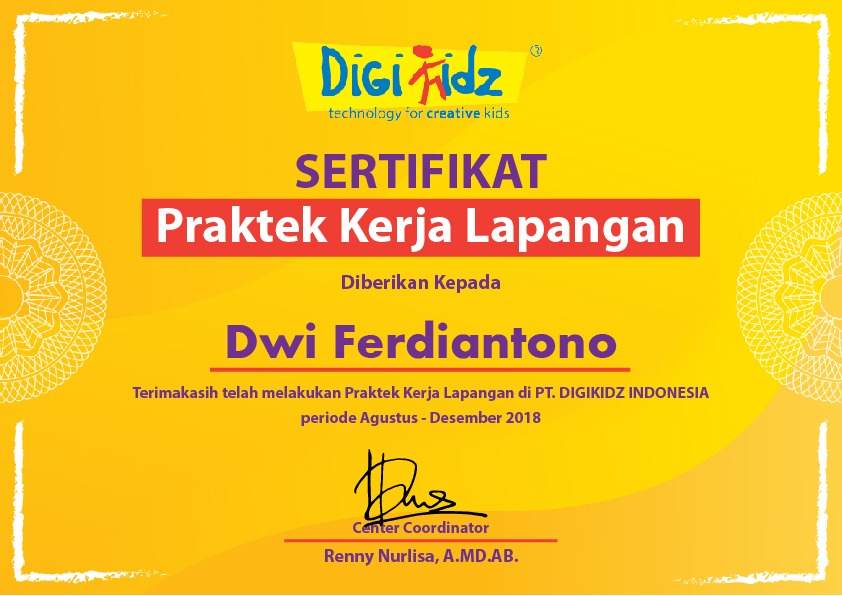 DiGiKidz ®
technology for creative kids
SERTIFIKAT
Praktek Kerja Lapangan
Diberikan Kepada
Dwi Ferdiantono
Terimakasih telah melakukan Praktek Kerja Lapangan di PT. DIGIKIDZ INDONESIA
periode Agustus - Desember 2018
Center Coordinator
Renny Nurlisa, A.MD.AB.